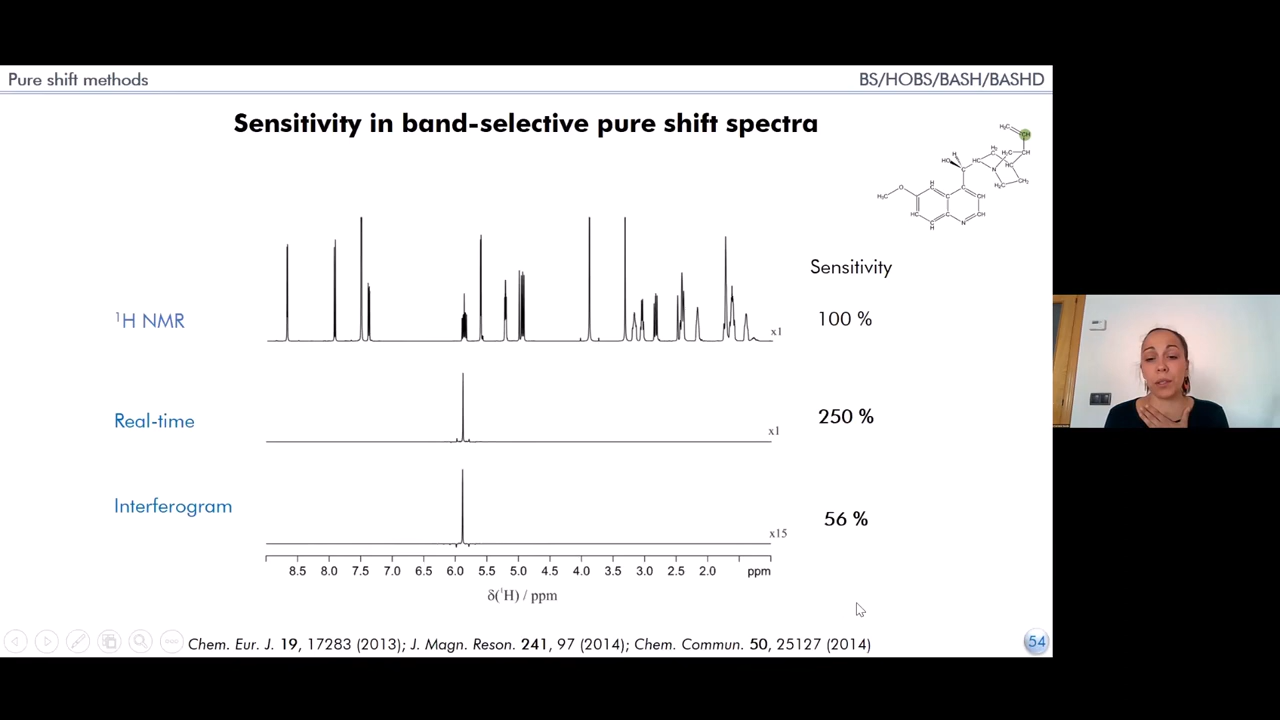 Pure shift methods
BS/HOBS/BASH/BASHD
Sensitivity in band-selective pure shift spectra
Sensitivity
¹H NMR
x1
100 %
Real-time
x1
250 %
Interferogram
x15
56 %
8.5 8.0 7.5 7.0 6.5 6.0 5.5 5.0 4.5 4.0 3.5 3.0 2.5 2.0 ppm
δ(¹H) / ppm
Chem. Eur. J. 19, 17283 (2013); J. Magn. Reson. 241, 97 (2014); Chem. Commun. 50, 25127 (2014)
54